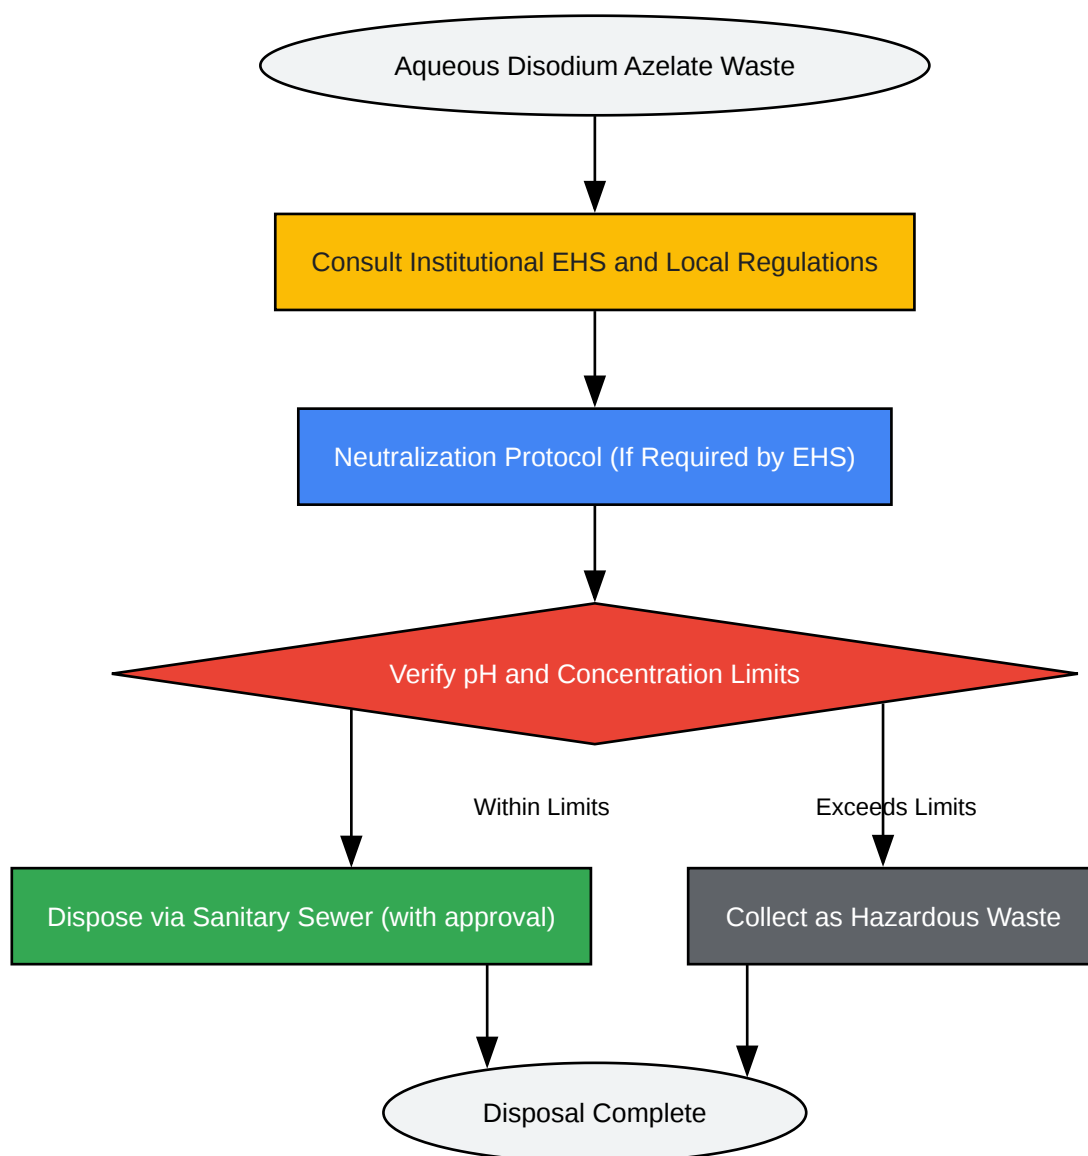 Aqueous Disodium Azelate Waste
Consult Institutional EHS and Local Regulations
Neutralization Protocol (If Required by EHS)
Verify pH and Concentration Limits
Within Limits
Exceeds Limits
Dispose via Sanitary Sewer (with approval)
Collect as Hazardous Waste
Disposal Complete